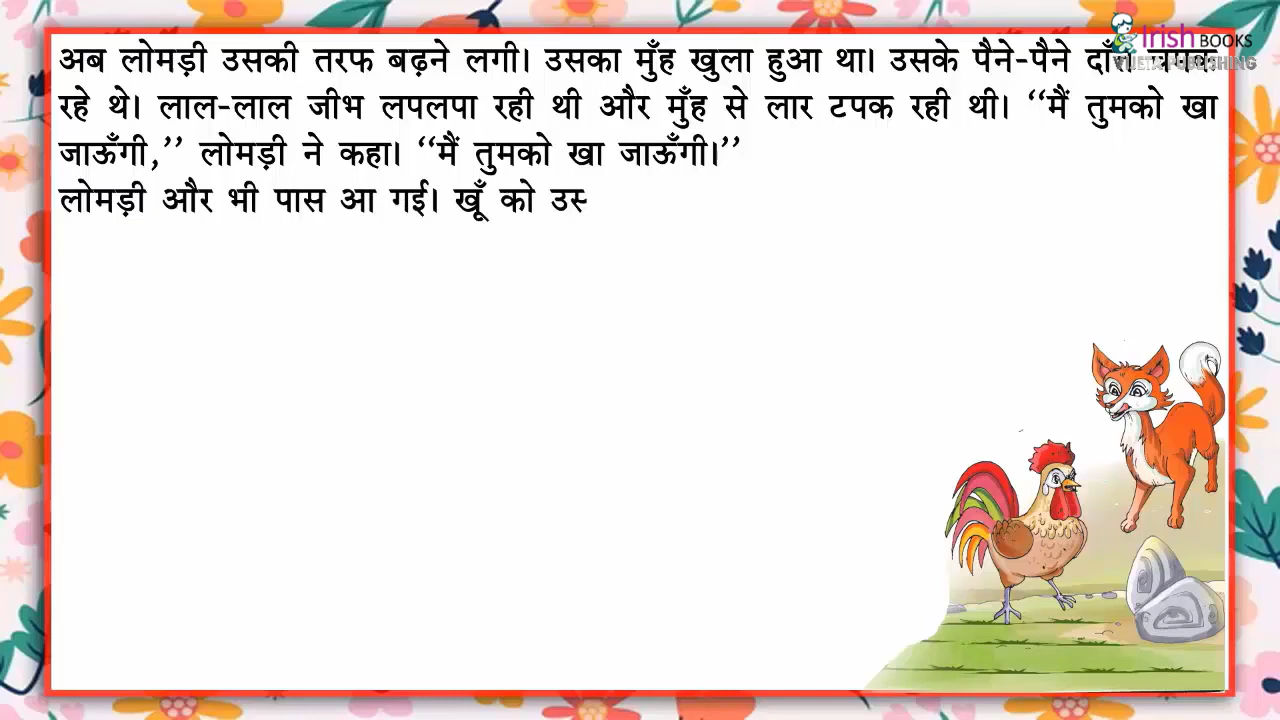 Irish BOOKS
अब लोमड़ी उसकी तरफ बढ़ने लगी। उसका मुँह खुला हुआ था। उसके पैने-पैने दाँत
रहे थे। लाल-लाल जीभ लपलपा रही थी और मुँह से लार टपक रही थी। ‘‘मैं तुमको खा
जाऊँगी,’’ लोमड़ी ने कहा। ‘‘मैं तुमको खा जाऊँगी।’’
लोमड़ी और भी पास आ गई। खूँ को उस्